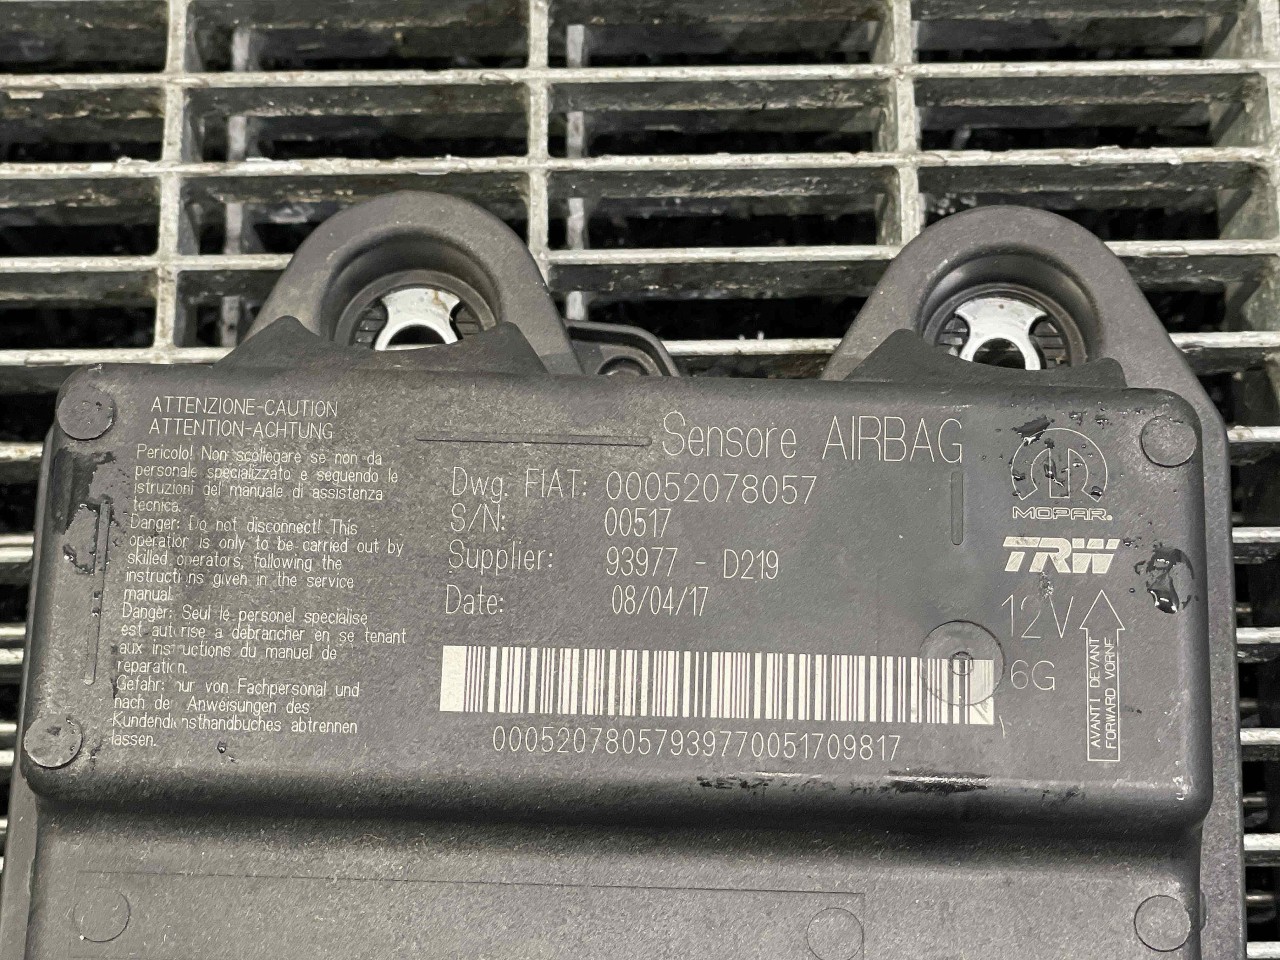 ATTENZIONE-CAUTION
ATTENTION-ACHTUNG
Pericolo! Non scollegare se non da
personale specializzato e seguendo le
istruzioni del manuale di assistenza
tecnica.
Danger: Do not disconnect! This
operation is only to be carried out by
skilled operators, following the
instructions given in the service
manual.
Danger: Seul le personel specialise
est autorise a debrancher en se tenant
aux instructions du manuel de
reparation.
Gefahr: nur von Fachpersonal und
nach den Anweisungen des
Kundendiensthandbuches abtrennen
lassen.
Sensore AIRBAG
Dwg. FIAT: 00052078057
S/N: 00517
Supplier: 93977 - D219
Date: 08/04/17
00052078057939770051709817
MOPAR.
TRW
12V
6G
AVANTI DEVANT
FORWARD VORNE